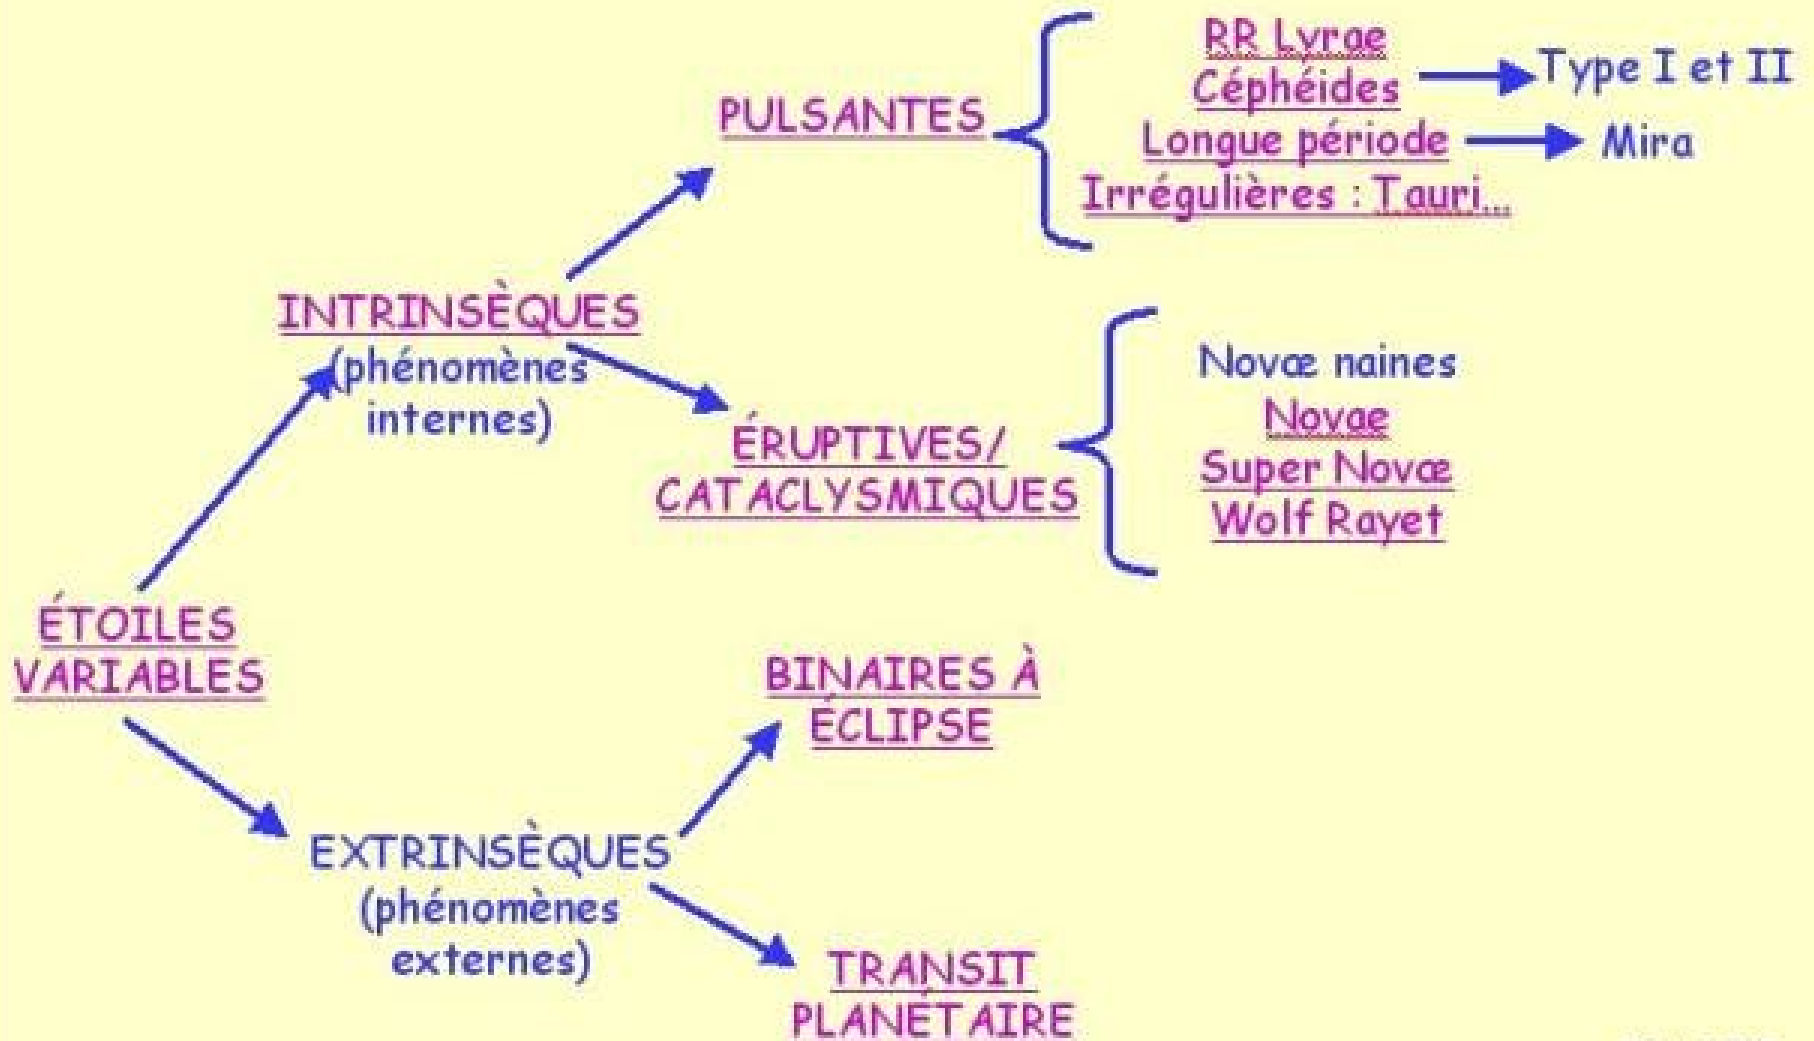 RR Lyrae
Céphéides
Type I et II
PULSANTES
Longue période
Mira
Irrégulières : Tauri...
INTRINSÈQUES
(phénomènes
internes)
Novæ naines
Novae
ÉRUPTIVES/
CATACLYSMIQUES
Super Novæ
Wolf Rayet
ÉTOILES
VARIABLES
BINAIRES À
ÉCLIPSE
EXTRINSÈQUES
(phénomènes
externes)
TRANSIT
PLANÉTAIRE